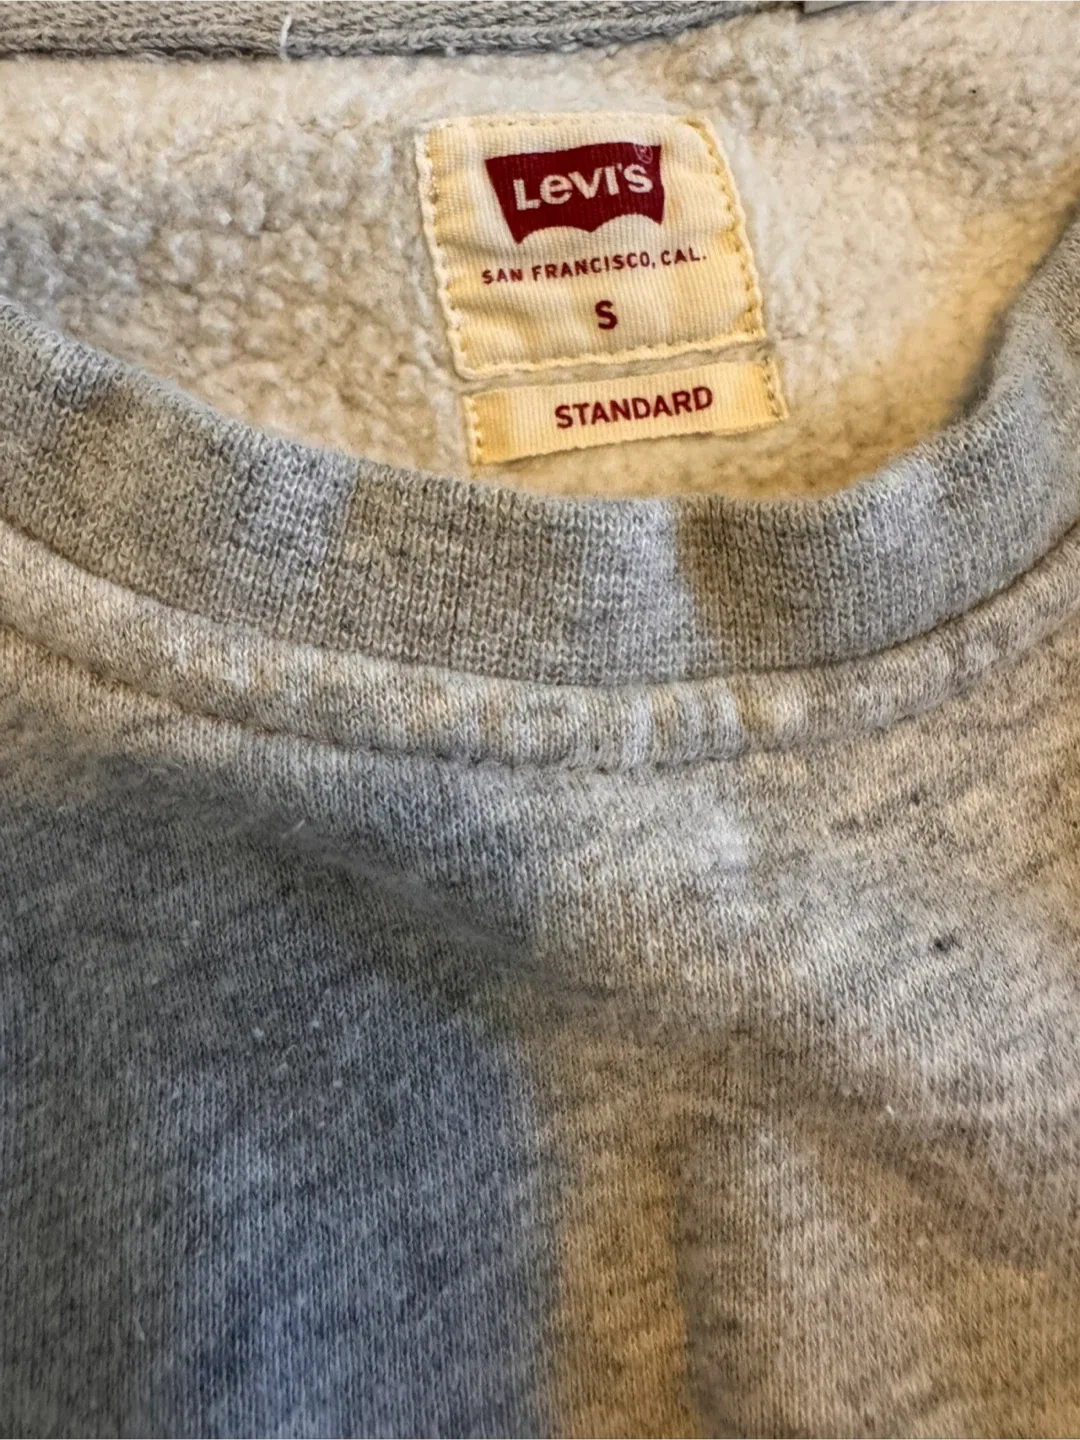 Levi's ®
SAN FRANCISCO, CAL.
S
STANDARD